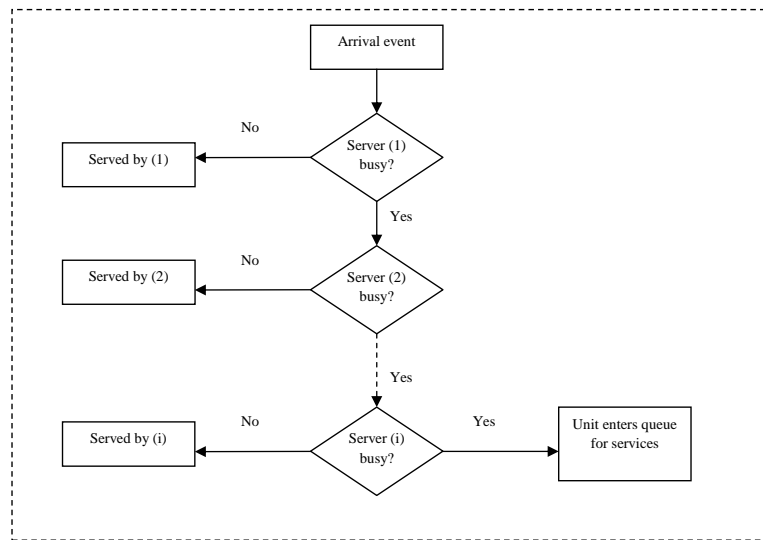 Arrival event
No
Server (1)
busy?
Served by (1)
Yes
No
Server (2)
busy?
Served by (2)
Yes
No
Yes
Served by (i)
Server (i)
busy?
Unit enters queue
for services